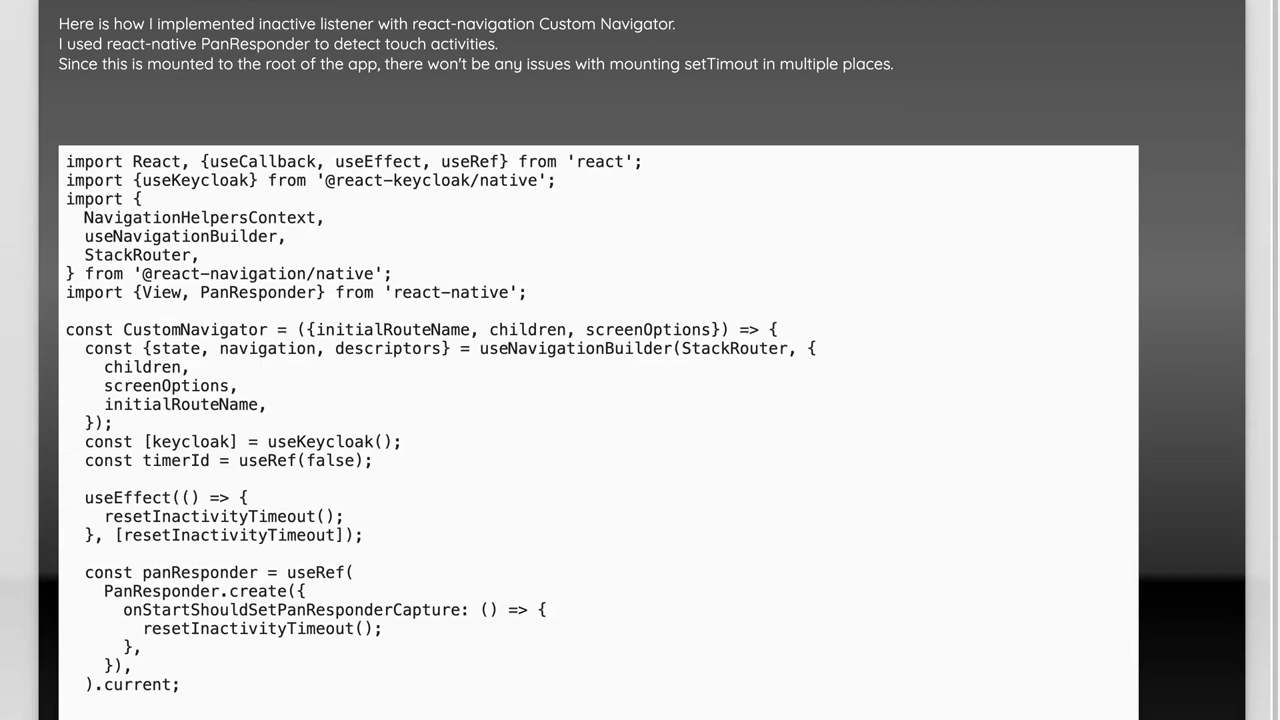 Here is how I implemented inactive listener with react-navigation Custom Navigator.
I used react-native PanResponder to detect touch activities.
Since this is mounted to the root of the app, there won't be any issues with mounting setTimout in multiple places.
import React, {useCallback, useEffect, useRef} from 'react';
import {useKeycloak} from '@react-keycloak/native';
import {
  NavigationHelpersContext,
  useNavigationBuilder,
  StackRouter,
} from '@react-navigation/native';
import {View, PanResponder} from 'react-native';
const CustomNavigator = ({initialRouteName, children, screenOptions}) => {
  const {state, navigation, descriptors} = useNavigationBuilder(StackRouter, {
    children,
    screenOptions,
    initialRouteName,
  });
  const [keycloak] = useKeycloak();
  const timerId = useRef(false);
  useEffect(() => {
    resetInactivityTimeout();
  }, [resetInactivityTimeout]);
  const panResponder = useRef(
    PanResponder.create({
      onStartShouldSetPanResponderCapture: () => {
        resetInactivityTimeout();
      },
    }),
  ).current;